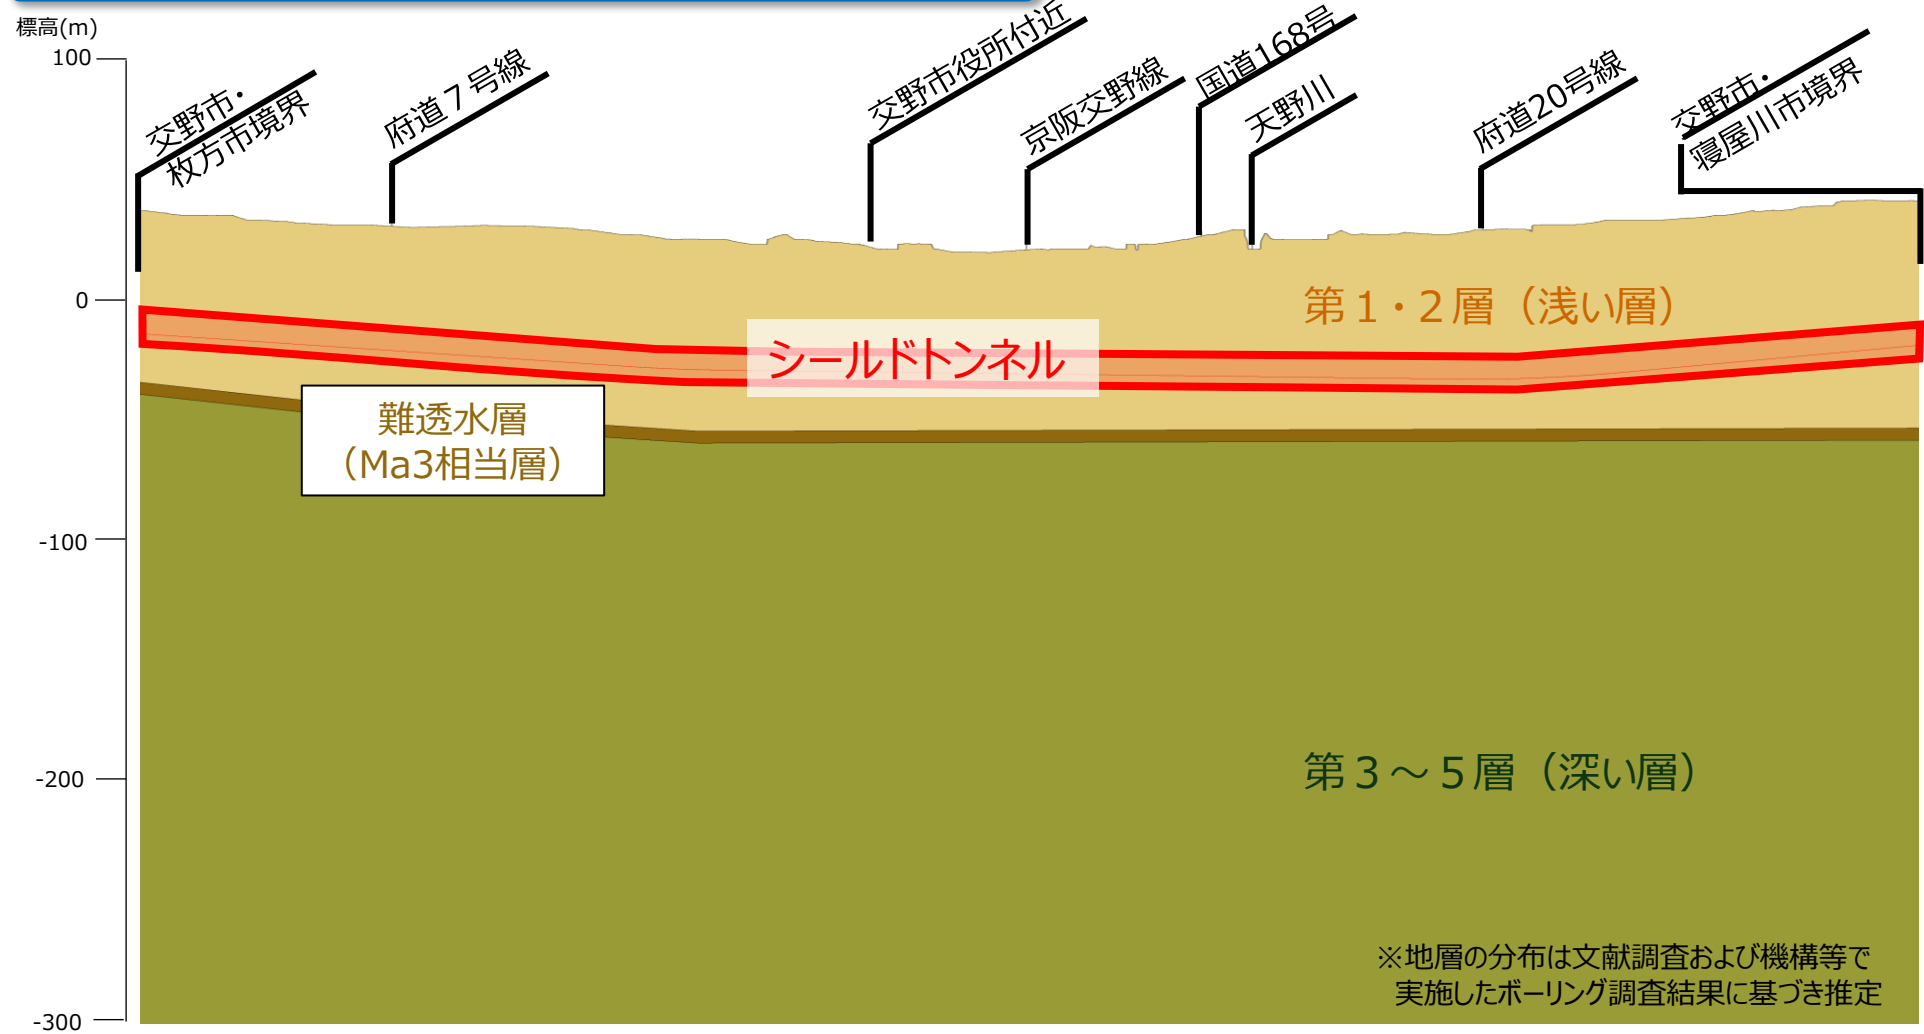 標高(m)
100
0
-100
-200
-300
交野市・
枚方市境界
府道７号線
交野市役所付近
京阪交野線
国道168号
天野川
府道20号線
交野市・
寝屋川市境界
第１・２層（浅い層）
シールドトンネル
難透水層
（Ma3相当層）
第３～５層（深い層）
※地層の分布は文献調査および機構等で
実施したボーリング調査結果に基づき推定